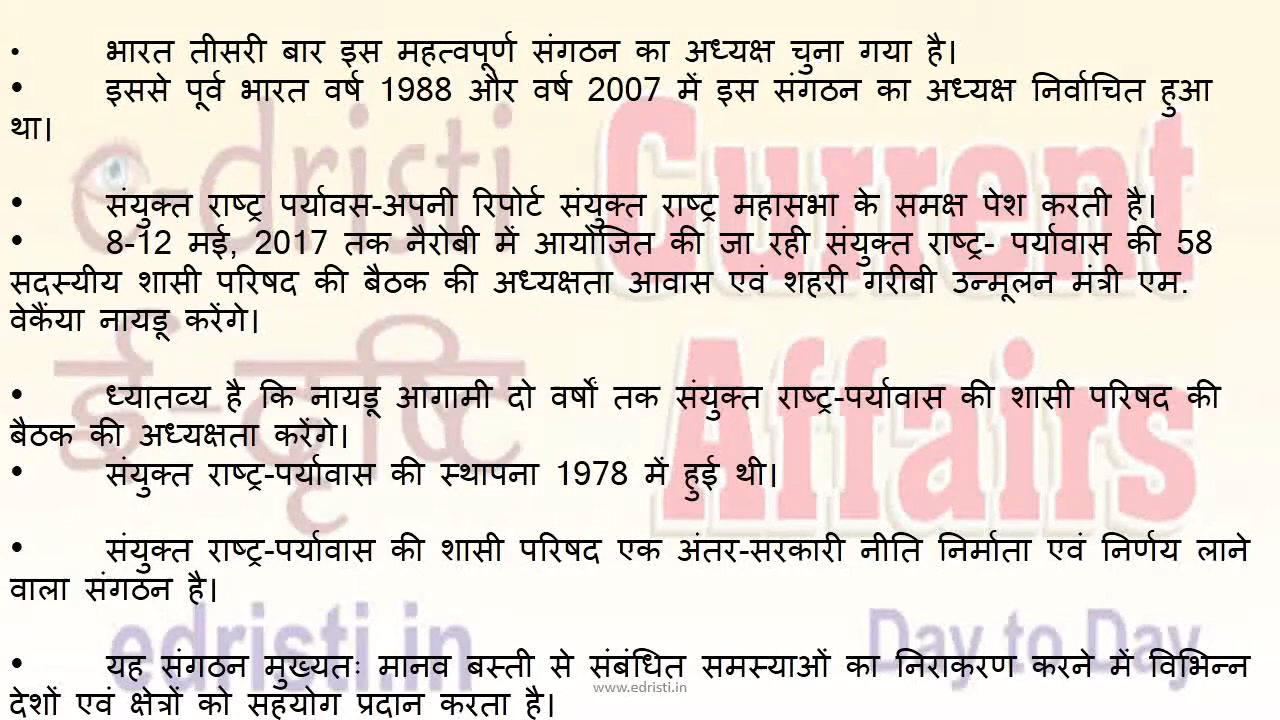 • भारत तीसरी बार इस महत्वपूर्ण संगठन का अध्यक्ष चुना गया है।
• इससे पूर्व भारत वर्ष 1988 और वर्ष 2007 में इस संगठन का अध्यक्ष निर्वाचित हुआ
था।
• संयुक्त राष्ट्र पर्यावस-अपनी रिपोर्ट संयुक्त राष्ट्र महासभा के समक्ष पेश करती है।
• 8-12 मई, 2017 तक नैरोबी में आयोजित की जा रही संयुक्त राष्ट्र- पर्यावास की 58
सदस्यीय शासी परिषद की बैठक की अध्यक्षता आवास एवं शहरी गरीबी उन्मूलन मंत्री एम.
वेकैंया नायडू करेंगे।
• ध्यातव्य है कि नायडू आगामी दो वर्षों तक संयुक्त राष्ट्र-पर्यावास की शासी परिषद की
बैठक की अध्यक्षता करेंगे।
• संयुक्त राष्ट्र-पर्यावास की स्थापना 1978 में हुई थी।
• संयुक्त राष्ट्र-पर्यावास की शासी परिषद एक अंतर-सरकारी नीति निर्माता एवं निर्णय लाने
वाला संगठन है।
• यह संगठन मुख्यतः मानव बस्ती से संबंधित समस्याओं का निराकरण करने में विभिन्न
देशों एवं क्षेत्रों को सहयोग प्रदान करता है।
www.edristi.in
e-dristi
ई-दृष्टि
edristi.in
Current
Affairs
Day to Day